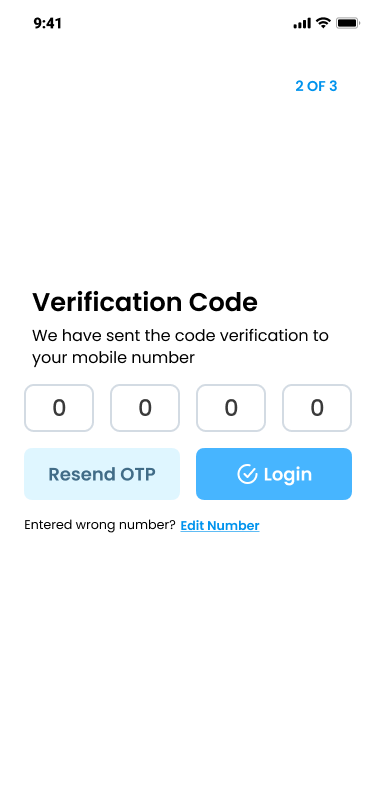 9:41
2 OF 3
Verification Code
We have sent the code verification to
your mobile number
0 0 0 0
Resend OTP Login
Entered wrong number? Edit Number